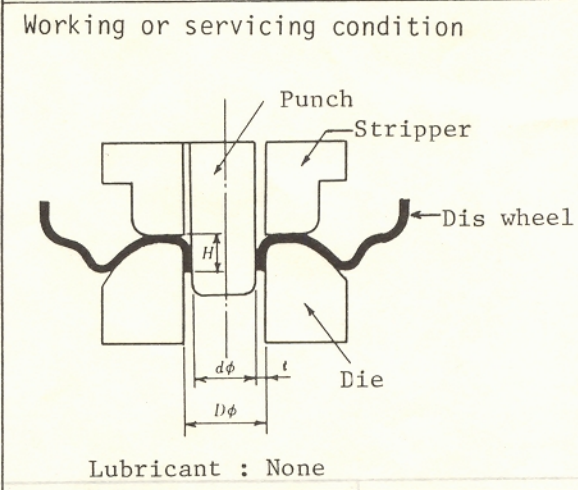 Working or servicing condition
Punch
Stripper
Dis wheel
H
dφ
t
Die
Dφ
Lubricant : None